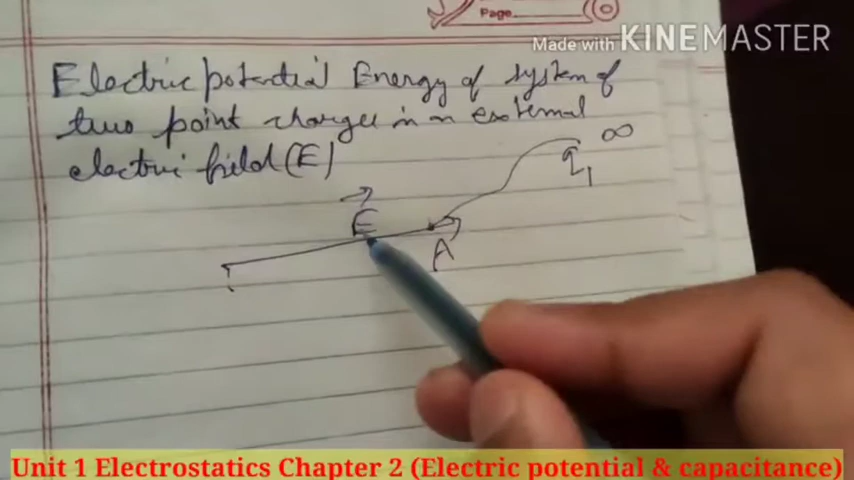 Page
Made with KINEMASTER
Electric potential Energy of system of
two point charges in an external
electric field (E)
∞
q1
E
A
Unit 1 Electrostatics Chapter 2 (Electric potential & capacitance)